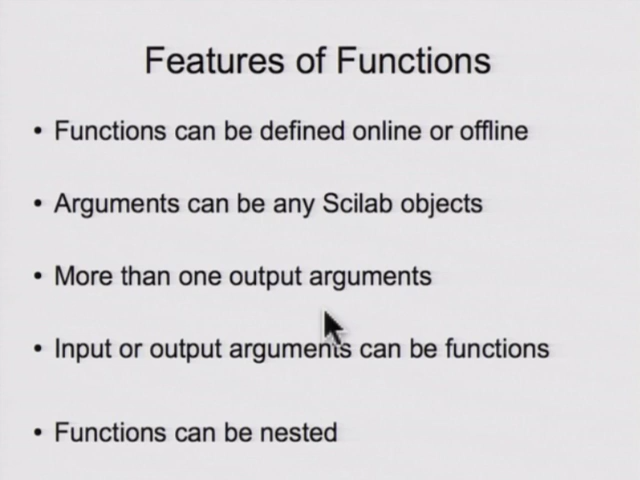 Features of Functions
• Functions can be defined online or offline
• Arguments can be any Scilab objects
• More than one output arguments
• Input or output arguments can be functions
• Functions can be nested